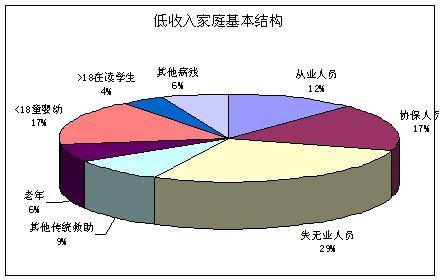 低收入家庭基本结构
从业人员
12%
协保人员
17%
失无业人员
29%
其他传统救助
9%
老年
6%
<18童婴幼
17%
>18在读学生
4%
其他病残
6%